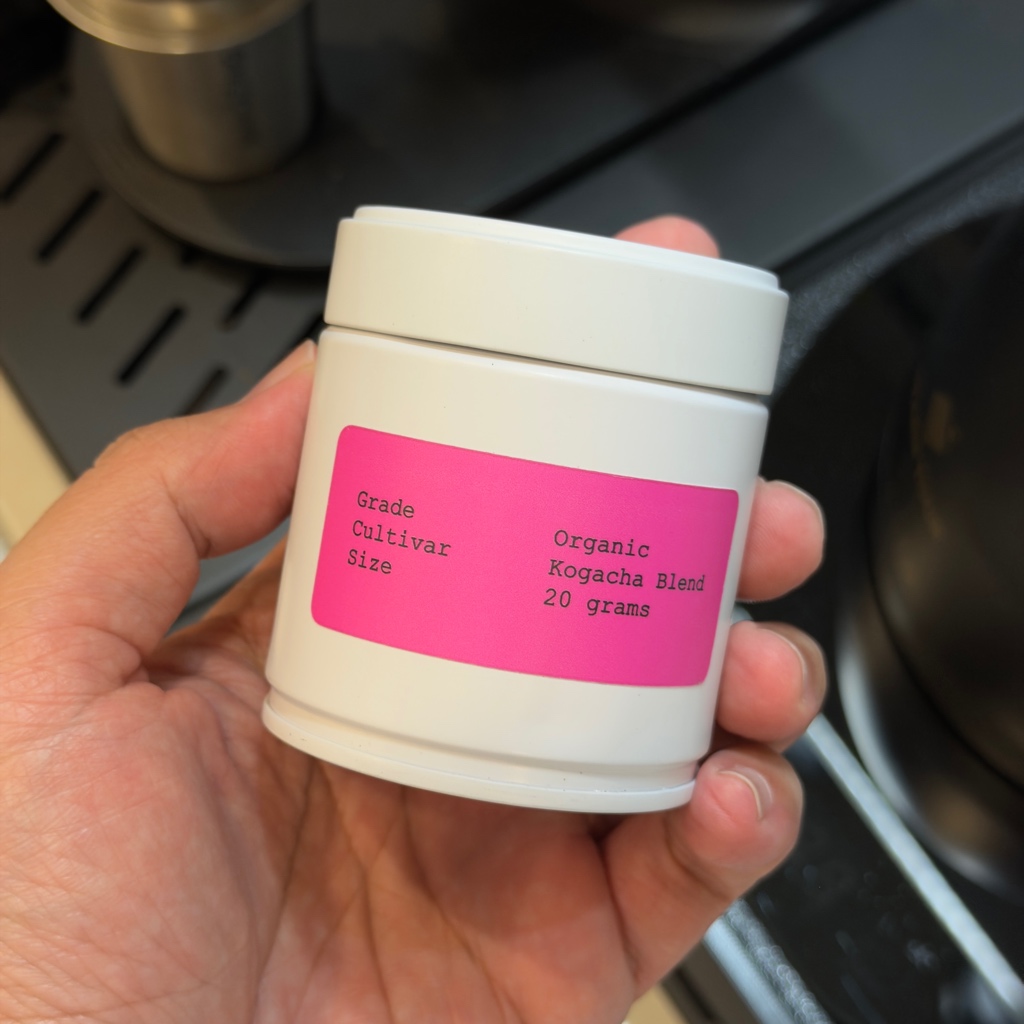 Grade Organic
Cultivar Kogacha Blend
Size 20 grams